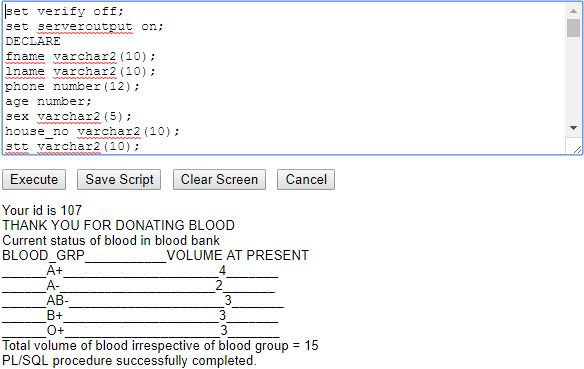 set verify off;
set serveroutput on;
DECLARE
fname varchar2(10);
lname varchar2(10);
phone number(12);
age number;
sex varchar2(5);
house_no varchar2(10);
stt varchar2(10);
Execute Save Script Clear Screen Cancel
Your id is 107
THANK YOU FOR DONATING BLOOD
Current status of blood in blood bank
BLOOD_GRP___________VOLUME AT PRESENT
______A+_____________________4_______
______A-_____________________2_______
______AB-_____________________3_______
______B+_____________________3_______
______O+_____________________3_______
Total volume of blood irrespective of blood group = 15
PL/SQL procedure successfully completed.